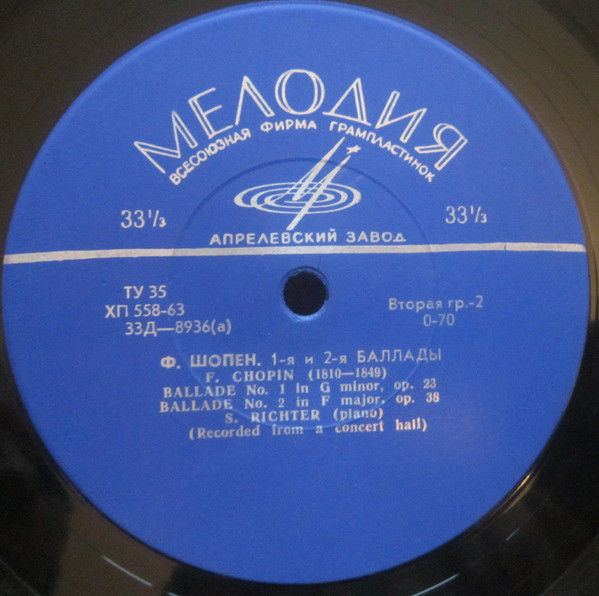 МЕЛОДИЯ
ВСЕСОЮЗНАЯ ФИРМА ГРАМПЛАСТИНОК
33⅓
33⅓
АПРЕЛЕВСКИЙ ЗАВОД
ТУ 35
ХП 558-63
33Д—8936(а)
Вторая гр.-2
0-70
Ф. ШОПЕН. 1-я и 2-я БАЛЛАДЫ
F. CHOPIN (1810—1849)
BALLADE No. 1 in G minor, op. 23
BALLADE No. 2 in F major, op. 38
S. RICHTER (piano)
(Recorded from a concert hall)